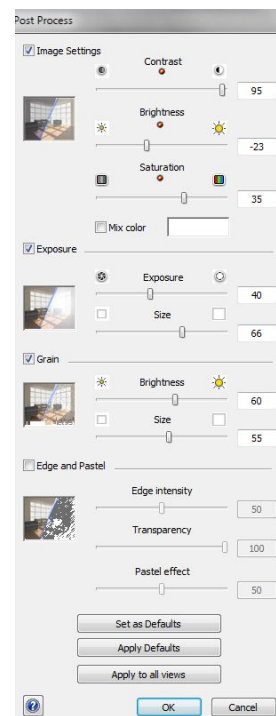 Post Process
Image Settings
Contrast
95
Brightness
-23
Saturation
35
Mix color
Exposure
Exposure
40
Size
66
Grain
Brightness
60
Size
55
Edge and Pastel
Edge intensity
50
Transparency
100
Pastel effect
50
Set as Defaults
Apply Defaults
Apply to all views
OK Cancel